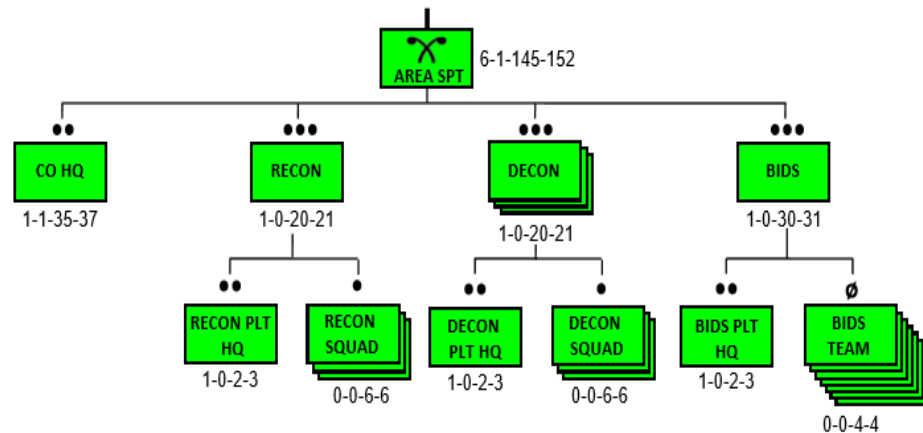 AREA SPT
6-1-145-152
CO HQ
1-1-35-37
RECON
1-0-20-21
DECON
1-0-20-21
BIDS
1-0-30-31
RECON PLT
HQ
1-0-2-3
RECON
SQUAD
0-0-6-6
DECON
PLT HQ
1-0-2-3
DECON
SQUAD
0-0-6-6
BIDS PLT
HQ
1-0-2-3
Ø
BIDS
TEAM
0-0-4-4